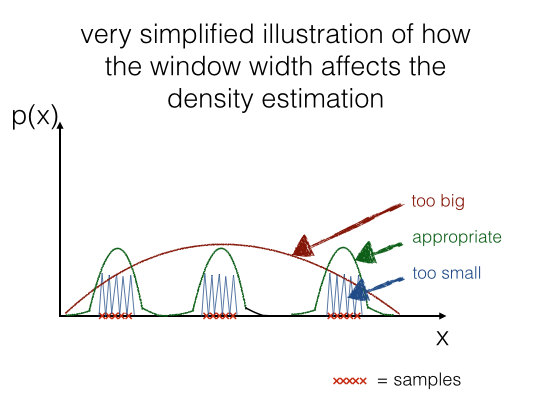 very simplified illustration of how
the window width affects the
density estimation
p(x)
too big
appropriate
too small
x
xxxxx = samples